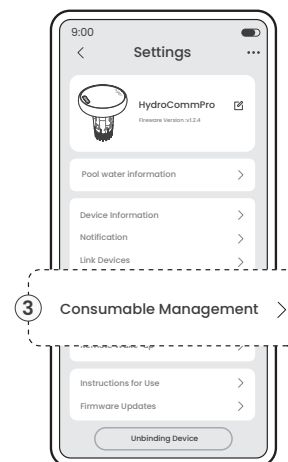 9:00
Settings
HydroCommPro
Fireware Version :v1.2.4
Pool water information
Device Information
Notification
Link Devices
3 Consumable Management
Instructions for Use
Firmware Updates
Unbinding Device